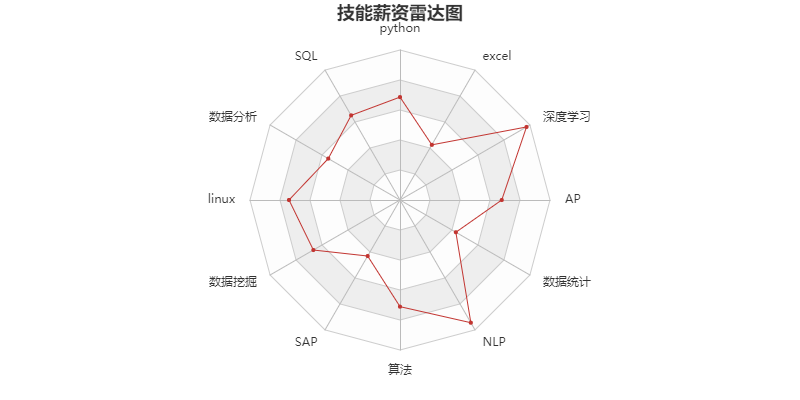 技能薪资雷达图
python
SQL
excel
数据分析
深度学习
linux
AP
数据挖掘
数据统计
SAP
NLP
算法